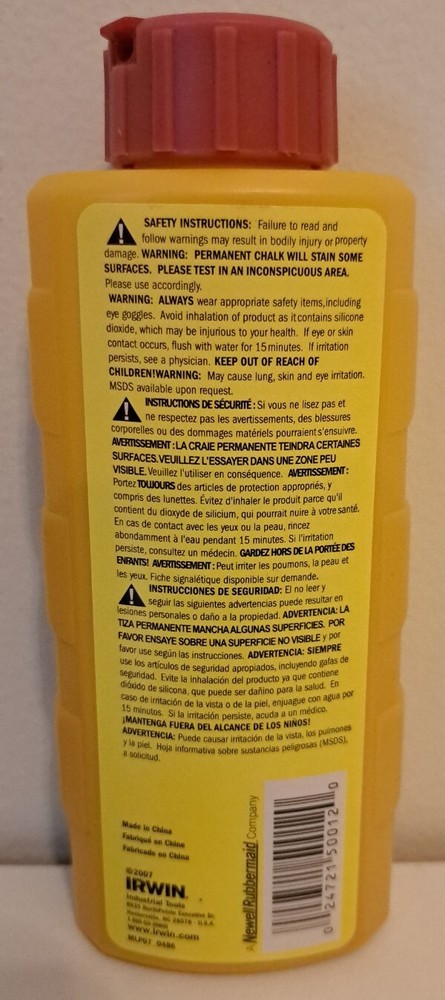 SAFETY INSTRUCTIONS: Failure to read and
follow warnings may result in bodily injury or property
damage. WARNING: PERMANENT CHALK WILL STAIN SOME
SURFACES. PLEASE TEST IN AN INCONSPICUOUS AREA.
Please use accordingly.
WARNING: ALWAYS wear appropriate safety items, including
eye goggles. Avoid inhalation of product as it contains silicone
dioxide, which may be injurious to your health. If eye or skin
contact occurs, flush with water for 15 minutes. If irritation
persists, see a physician. KEEP OUT OF REACH OF
CHILDREN! WARNING: May cause lung, skin and eye irritation.
MSDS available upon request.
INSTRUCTIONS DE SÉCURITÉ: Si vous ne lisez pas et
ne respectez pas les avertissements, des blessures
corporelles ou des dommages matériels pourraient s'ensuivre.
AVERTISSEMENT: LA CRAIE PERMANENTE TEINDRA CERTAINES
SURFACES. VEUILLEZ L'ESSAYER DANS UNE ZONE PEU
VISIBLE. Veuillez l'utiliser en conséquence. AVERTISSEMENT:
Portez TOUJOURS des articles de protection appropriés, y
compris des lunettes. Évitez d'inhaler le produit parce qu'il
contient du dioxyde de silicium, qui pourrait nuire à votre santé.
En cas de contact avec les yeux ou la peau, rincez
abondamment à l'eau pendant 15 minutes. Si l'irritation
persiste, consultez un médecin. GARDEZ HORS DE LA PORTÉE DES
ENFANTS! AVERTISSEMENT: Peut irriter les poumons, la peau et
les yeux. Fiche signalétique disponible sur demande.
INSTRUCCIONES DE SEGURIDAD: El no leer y
seguir las siguientes advertencias puede resultar en
lesiones personales o daño a la propiedad. ADVERTENCIA: LA
TIZA PERMANENTE MANCHA ALGUNAS SUPERFICIES. POR
FAVOR ENSAYE SOBRE UNA SUPERFICIE NO VISIBLE y por
favor use según las instrucciones. ADVERTENCIA: SIEMPRE
use los artículos de seguridad apropiados, incluyendo gafas de
seguridad. Evite la inhalación del producto ya que contiene
dióxido de silicona, que puede ser dañino para la salud. En
caso de irritación de la vista o de la piel, enjuague con agua por
15 minutos. Si la irritación persiste, acuda a un médico.
¡MANTENGA FUERA DEL ALCANCE DE LOS NIÑOS!
ADVERTENCIA: Puede causar irritación de la vista, los pulmones
y la piel. Hoja informativa sobre sustancias peligrosas (MSDS),
a solicitud.
Made in China
Fabriqué en Chine
Fabricado en China
©2007
IRWIN.
Industrial Tools
Huntersville, NC 28078 - U.S.A.
www.irwin.com
MLP07 0486
A Newell Rubbermaid Company
0 24721 50012 0